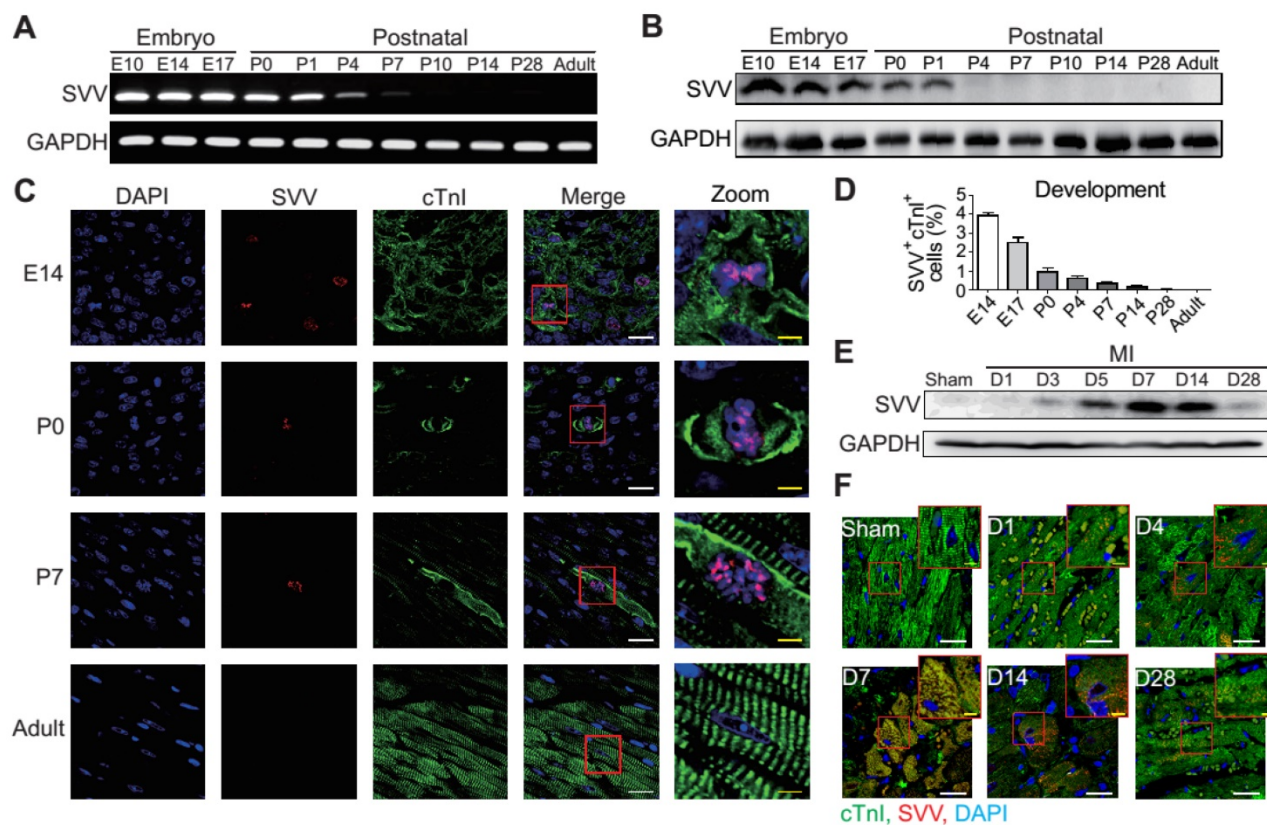 A
Embryo Postnatal
E10 E14 E17 P0 P1 P4 P7 P10 P14 P28 Adult
SVV
GAPDH
B
Embryo Postnatal
E10 E14 E17 P0 P1 P4 P7 P10 P14 P28 Adult
SVV
GAPDH
C
DAPI SVV cTnI Merge Zoom
E14
P0
P7
Adult
D
Development
SVV+ cTnI+
cells (%)
5
4
3
2
1
0
E14 E17 P0 P4 P7 P14 P28 Adult
E
MI
Sham D1 D3 D5 D7 D14 D28
SVV
GAPDH
F
Sham D1 D4
D7 D14 D28
cTnI, SVV, DAPI